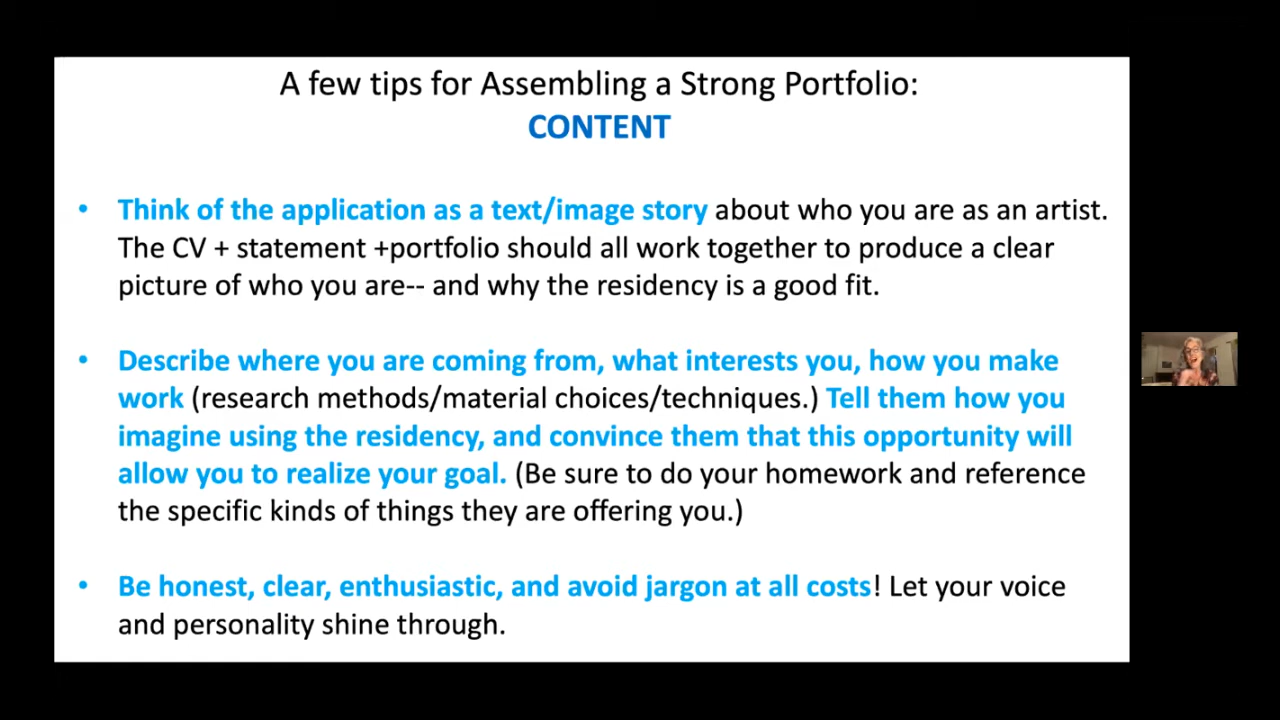 A few tips for Assembling a Strong Portfolio:
CONTENT
• Think of the application as a text/image story about who you are as an artist.
The CV + statement +portfolio should all work together to produce a clear
picture of who you are-- and why the residency is a good fit.
• Describe where you are coming from, what interests you, how you make
work (research methods/material choices/techniques.) Tell them how you
imagine using the residency, and convince them that this opportunity will
allow you to realize your goal. (Be sure to do your homework and reference
the specific kinds of things they are offering you.)
• Be honest, clear, enthusiastic, and avoid jargon at all costs! Let your voice
and personality shine through.